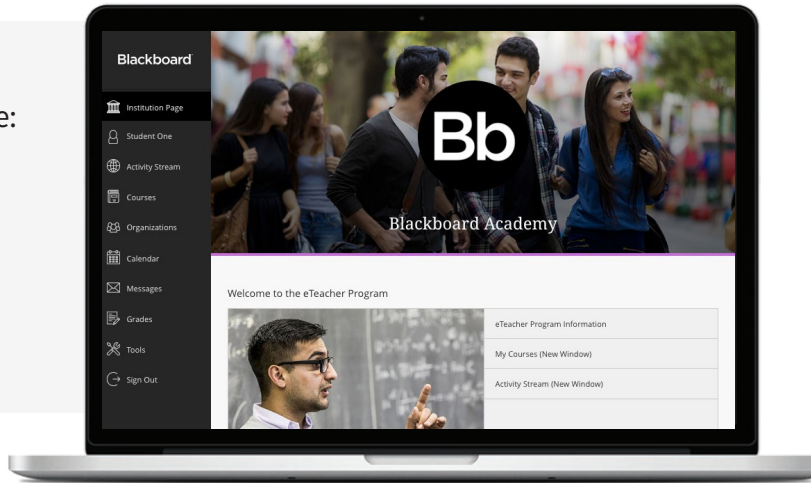 e:
Blackboard
Institution Page
Student One
Activity Stream
Courses
Organizations
Calendar
Messages
Grades
Tools
Sign Out
Bb
Blackboard Academy
Welcome to the eTeacher Program
eTeacher Program Information
My Courses (New Window)
Activity Stream (New Window)